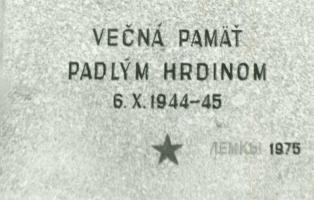 VEČNÁ PAMÄŤ
PADLÝM HRDINOM
6. X. 1944-45
ЛЕМКЫ 1975